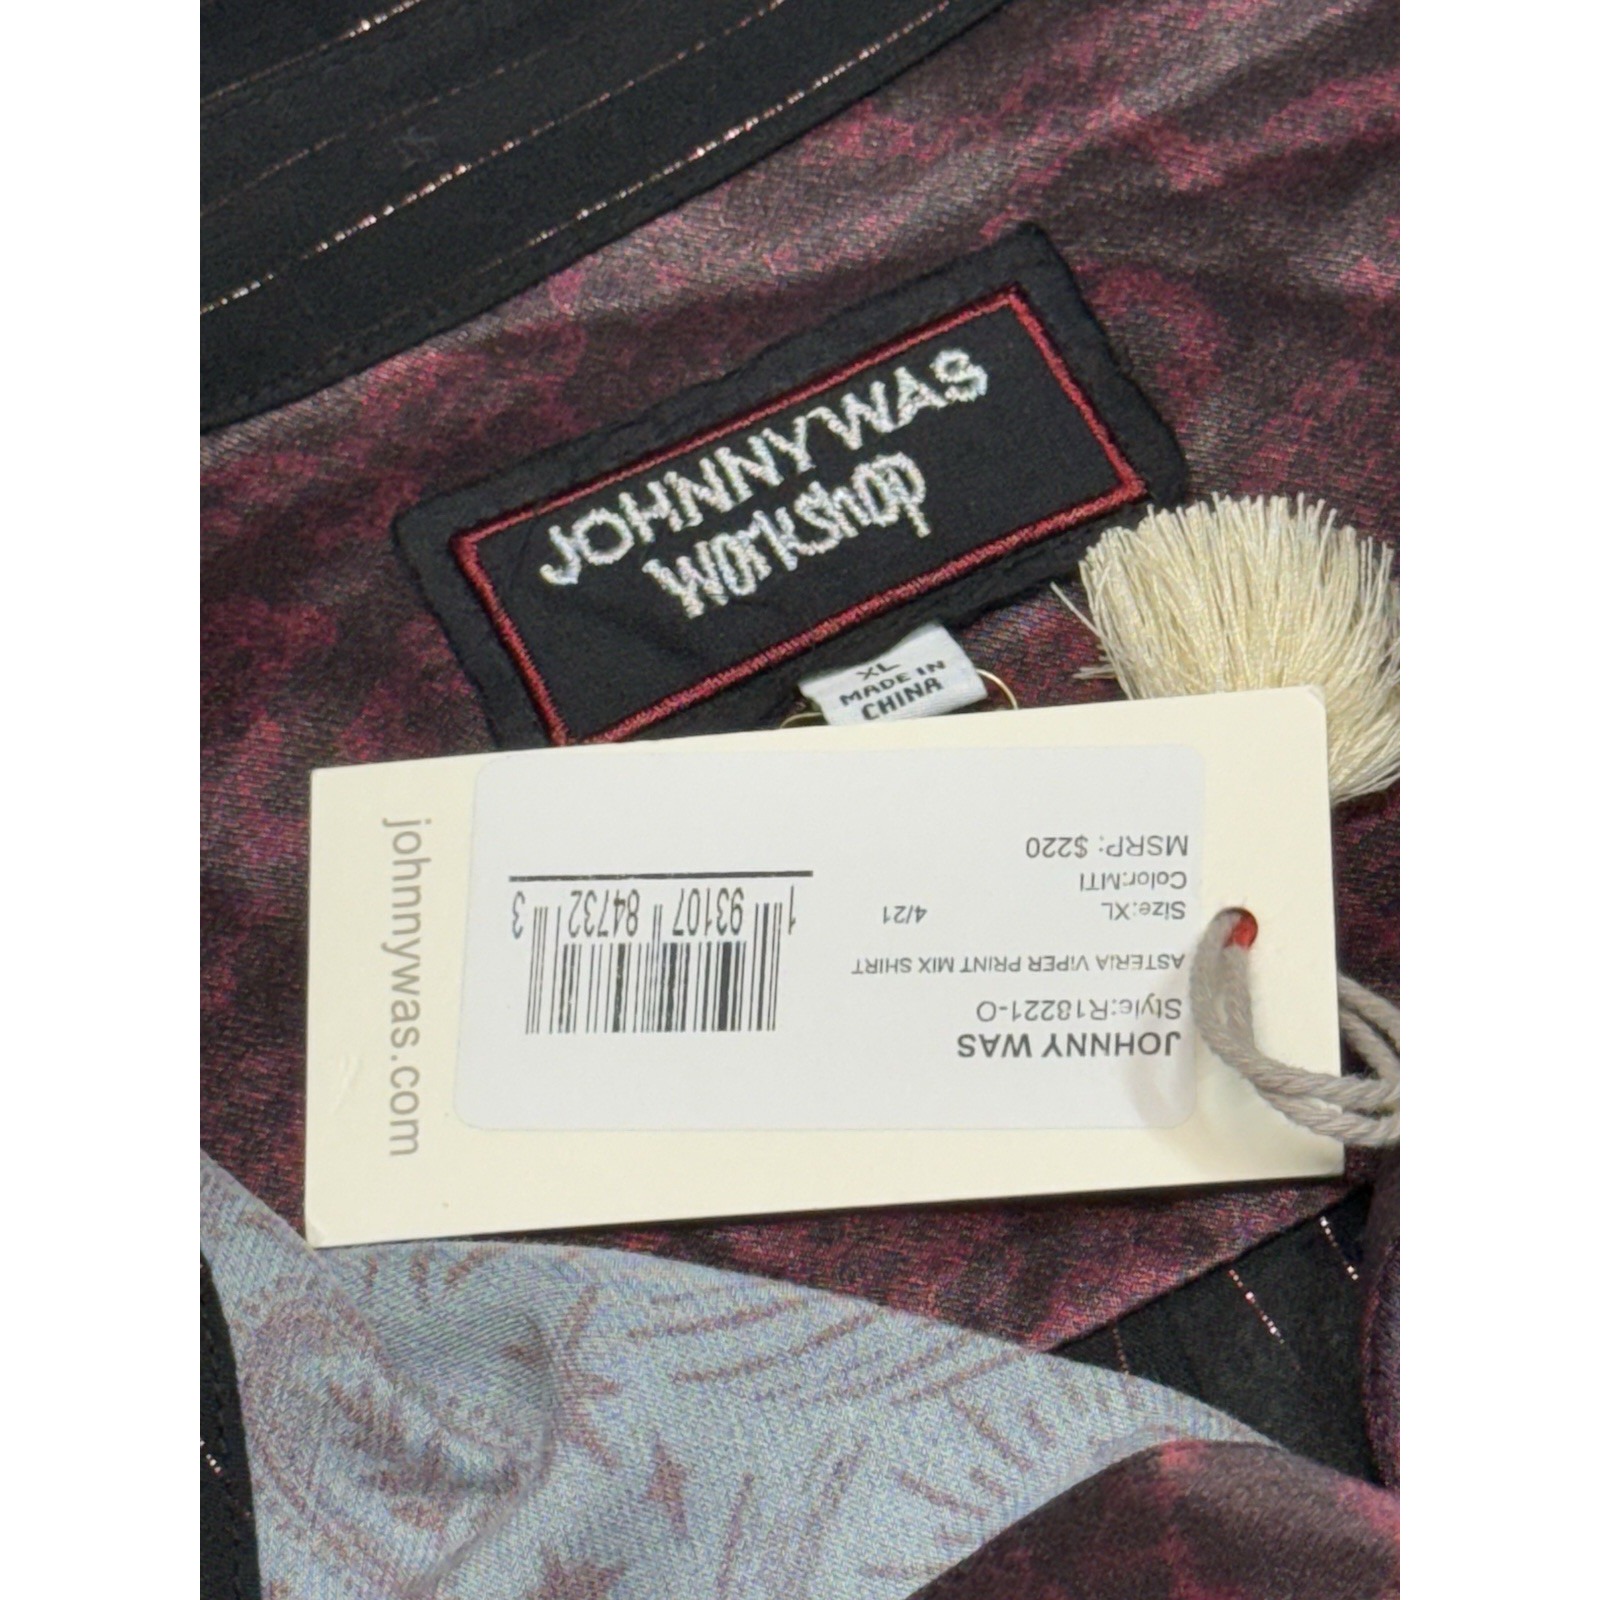 JOHNNY WAS
workshop
XL
MADE IN
CHINA
johnnywas.com
JOHNNY WAS
Style:R18221-O
ASTERIA VIPER PRINT MIX SHIRT
Size:XL 4/21
Color:MTI
MSRP: $220
1 93107 84732 3